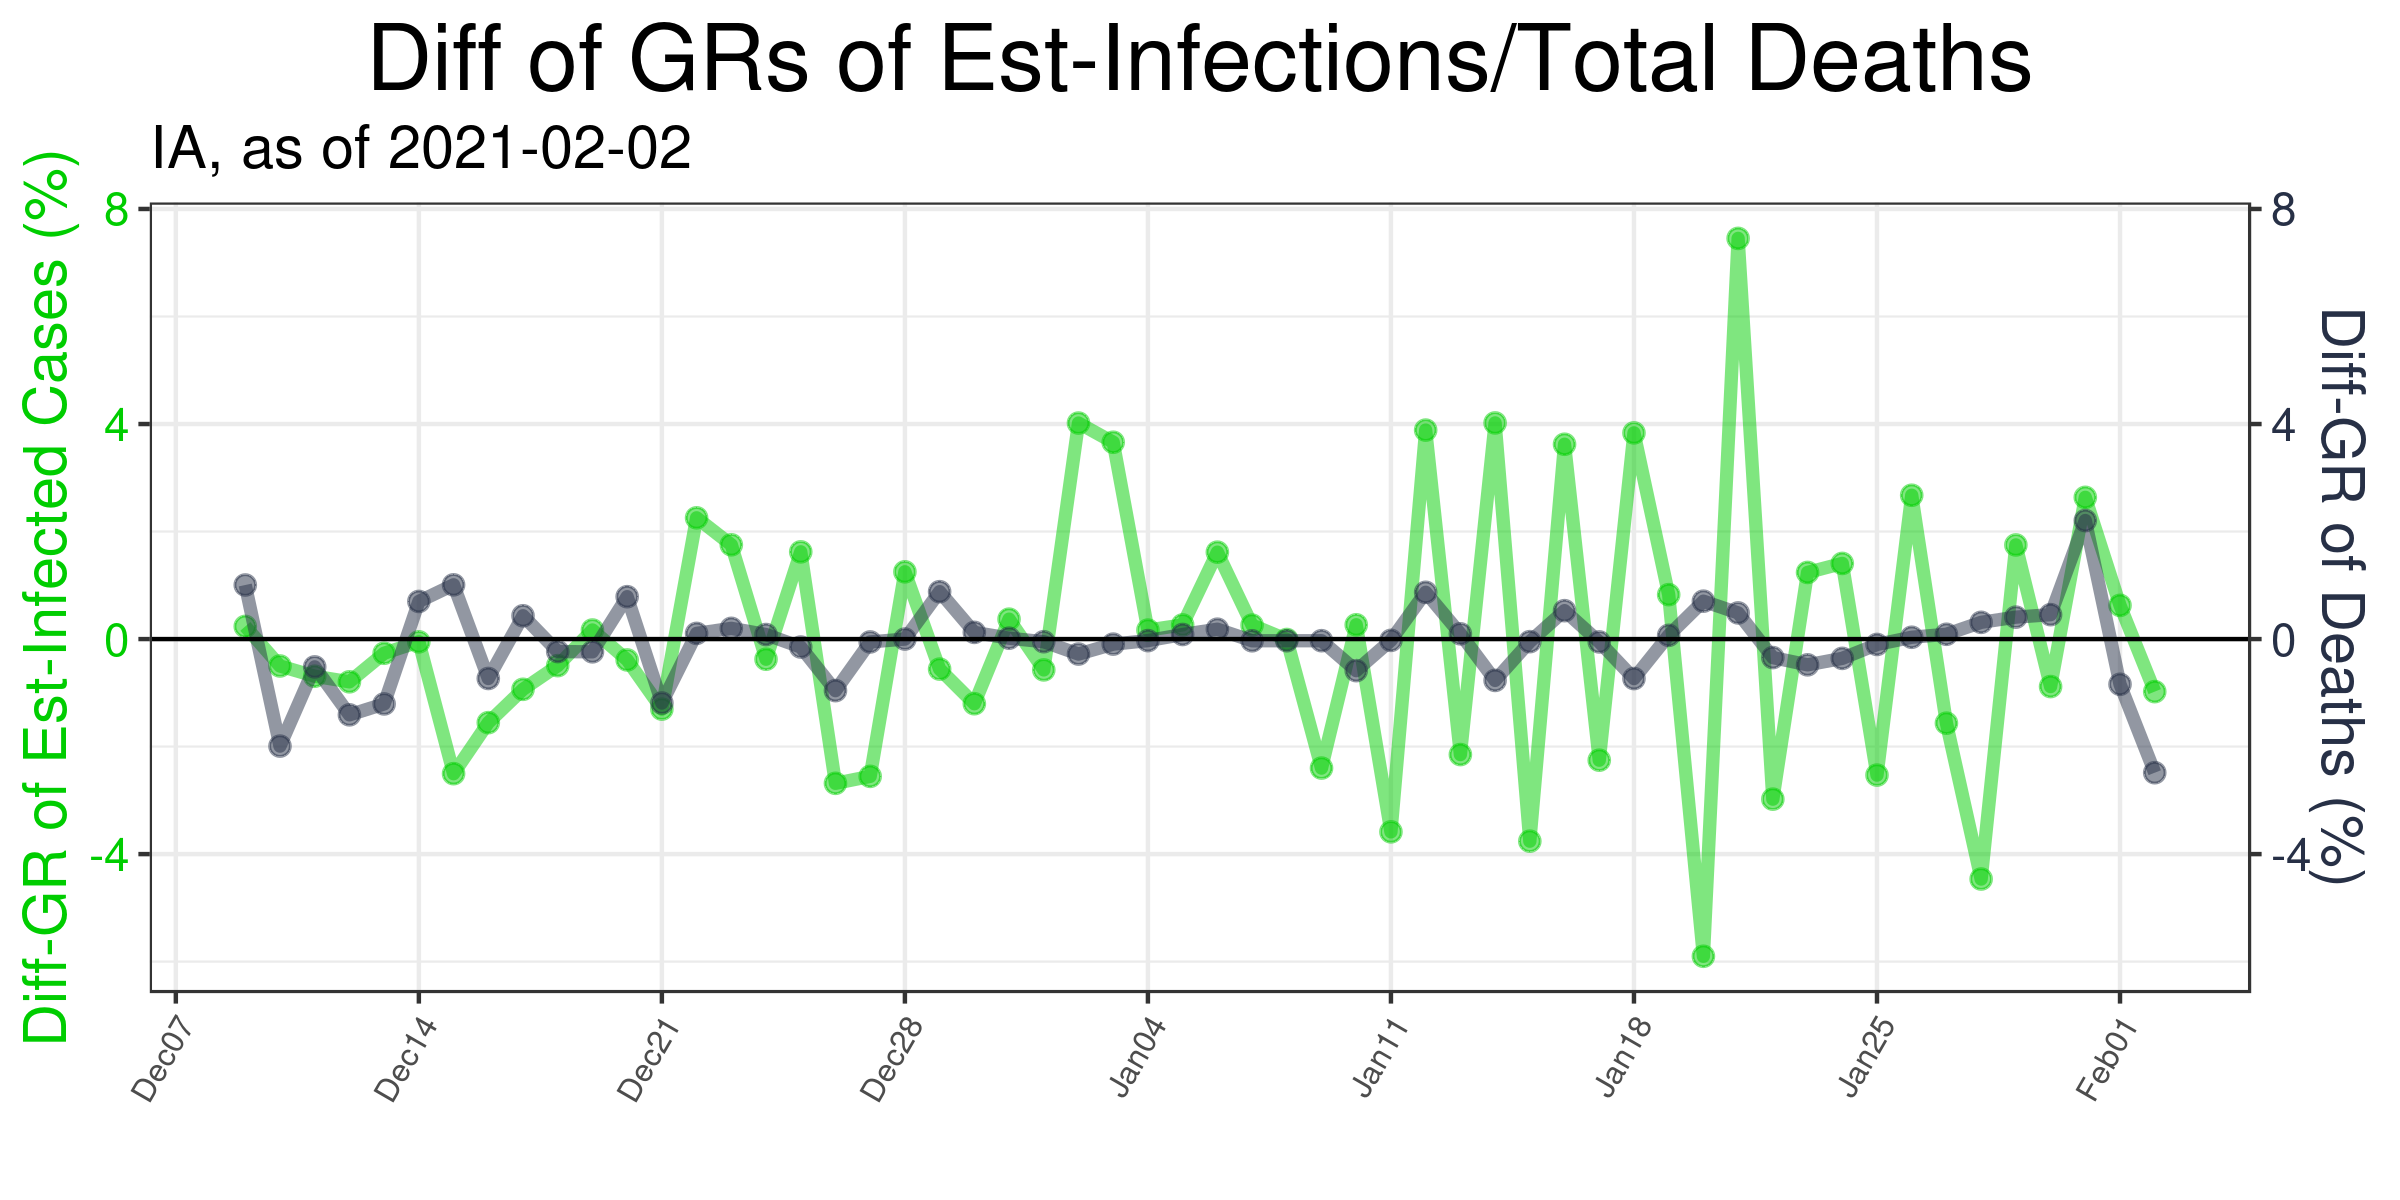 Diff of GRs of Est-Infections/Total Deaths
IA, as of 2021-02-02
Diff-GR of Est-Infected Cases (%)
8
4
0
-4
8
4
0
-4
Diff-GR of Deaths (%)
Dec07
Dec14
Dec21
Dec28
Jan04
Jan11
Jan18
Jan25
Feb01